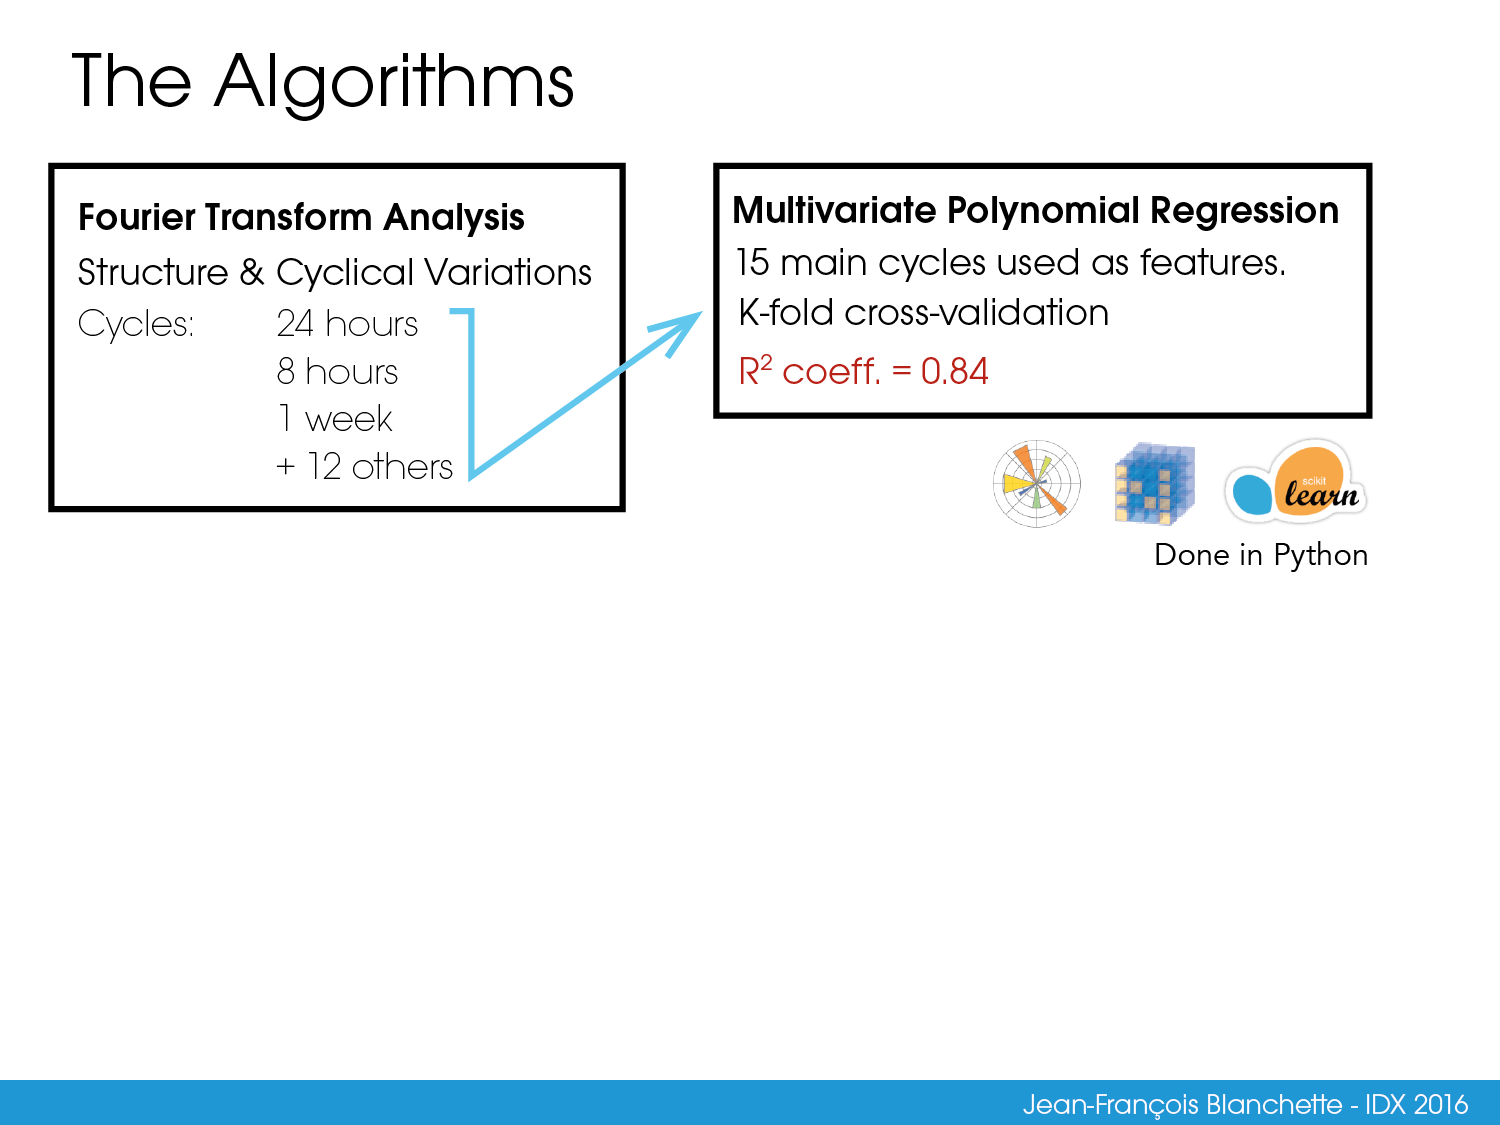 The Algorithms
Fourier Transform Analysis
Structure & Cyclical Variations
Cycles: 24 hours
8 hours
1 week
+ 12 others
Multivariate Polynomial Regression
15 main cycles used as features.
K-fold cross-validation
R² coeff. = 0.84
scikit
learn
Done in Python
Jean-François Blanchette - IDX 2016